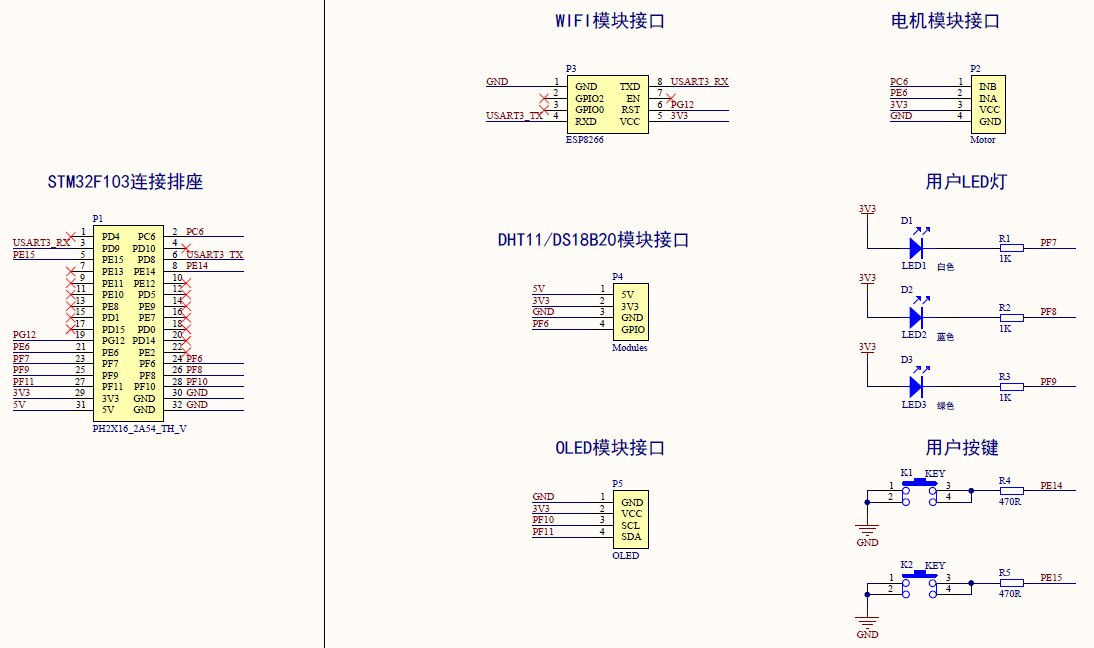 WIFI模块接口
电机模块接口
P3
GND 1 GND TXD 8 USART3_RX
2 GPIO2 EN 7
3 GPIO0 RST 6 PG12
USART3_TX 4 RXD VCC 5 3V3
ESP8266
P2
PC6 1 INB
PE6 2 INA
3V3 3 VCC
GND 4 GND
Motor
STM32F103连接排座
P1
1 PD4 PC6 2 PC6
USART3_RX 3 PD9 PD10 4
PE15 5 PE15 PD8 6 USART3_TX
7 PE13 PE14 8 PE14
9 PE11 PE12 10
11 PE10 PD5 12
13 PE8 PE9 14
15 PD1 PE7 16
17 PD15 PD0 18
PG12 19 PG12 PD14 20
PE6 21 PE6 PE2 22
PF7 23 PF7 PF6 24 PF6
PF9 25 PF9 PF8 26 PF8
PF11 27 PF11 PF10 28 PF10
3V3 29 3V3 GND 30 GND
5V 31 5V GND 32 GND
PH2X16_2A54_TH_V
DHT11/DS18B20模块接口
P4
5V 1 5V
3V3 2 3V3
GND 3 GND
PF6 4 GPIO
Modules
OLED模块接口
P5
GND 1 GND
3V3 2 VCC
PF10 3 SCL
PF11 4 SDA
OLED
用户LED灯
3V3
D1
R1 PF7
LED1 白色 1K
3V3
D2
R2 PF8
LED2 蓝色 1K
3V3
D3
R3 PF9
LED3 绿色 1K
用户按键
K1 KEY
1 3 R4 PE14
2 4 470R
GND
K2 KEY
1 3 R5 PE15
2 4 470R
GND